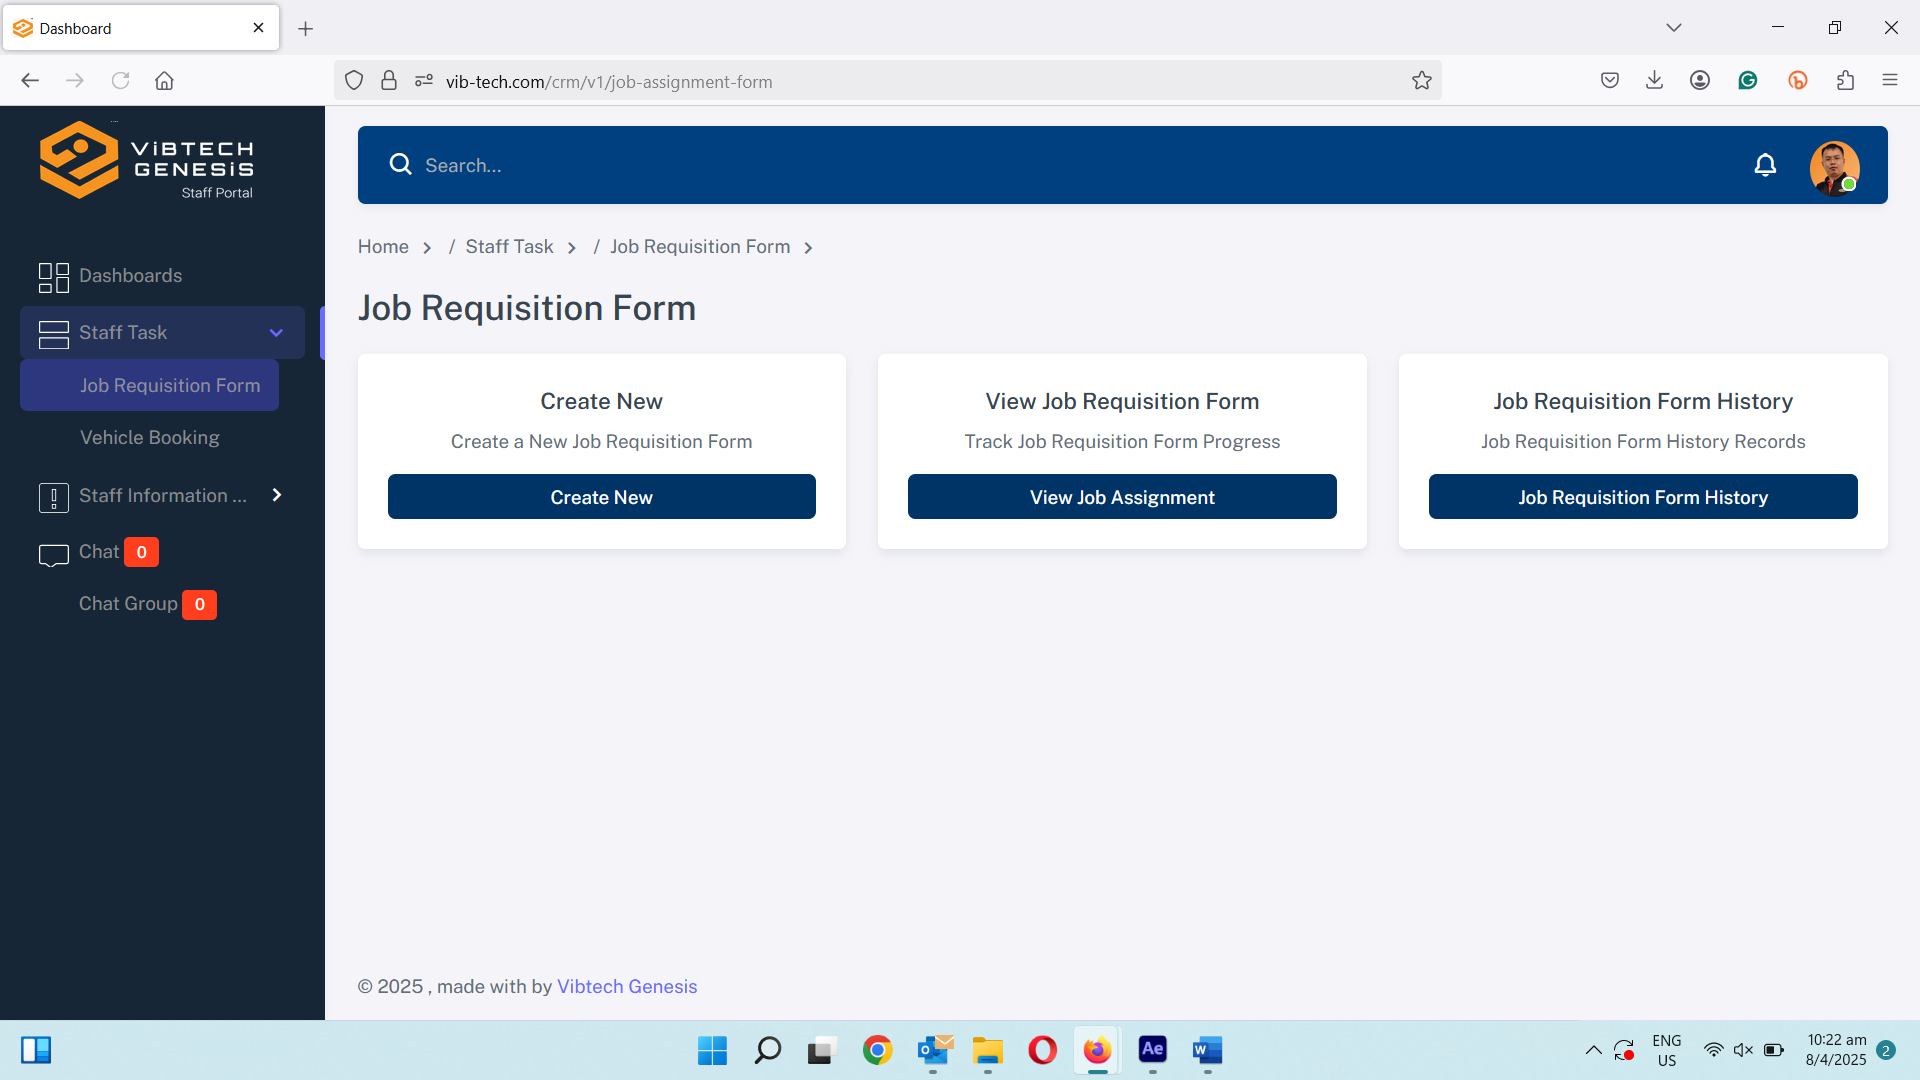 Dashboard
vib-tech.com/crm/v1/job-assignment-form
ViBTECH
GENESiS
Staff Portal
Search...
Home / Staff Task / Job Requisition Form
Dashboards
Staff Task
Job Requisition Form
Vehicle Booking
Staff Information ...
Chat 0
Chat Group 0
Job Requisition Form
Create New
Create a New Job Requisition Form
Create New
View Job Requisition Form
Track Job Requisition Form Progress
View Job Assignment
Job Requisition Form History
Job Requisition Form History Records
Job Requisition Form History
© 2025 , made with by Vibtech Genesis
Ae
ENG
US
10:22 am
8/4/2025
2